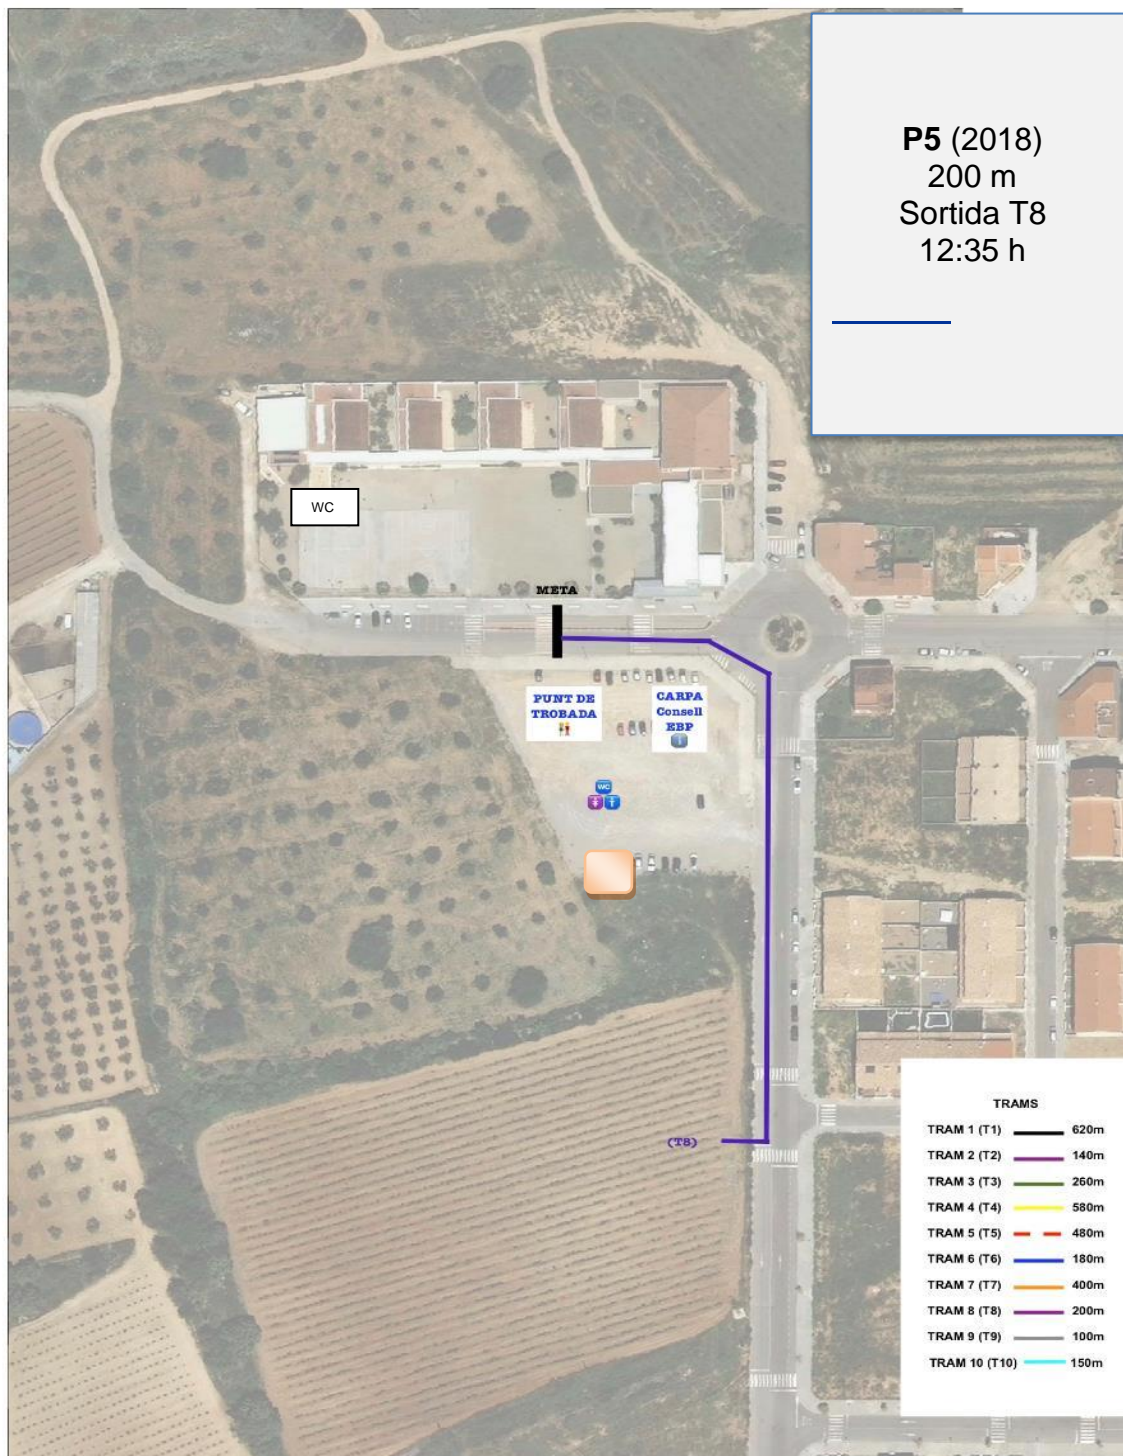 P5 (2018)
200 m
Sortida T8
12:35 h
WC
META
PUNT DE
TROBADA
CARPA
Consell
EBP
WC
(T8)
TRAMS
TRAM 1 (T1) 620m
TRAM 2 (T2) 140m
TRAM 3 (T3) 260m
TRAM 4 (T4) 580m
TRAM 5 (T5) 480m
TRAM 6 (T6) 180m
TRAM 7 (T7) 400m
TRAM 8 (T8) 200m
TRAM 9 (T9) 100m
TRAM 10 (T10) 150m